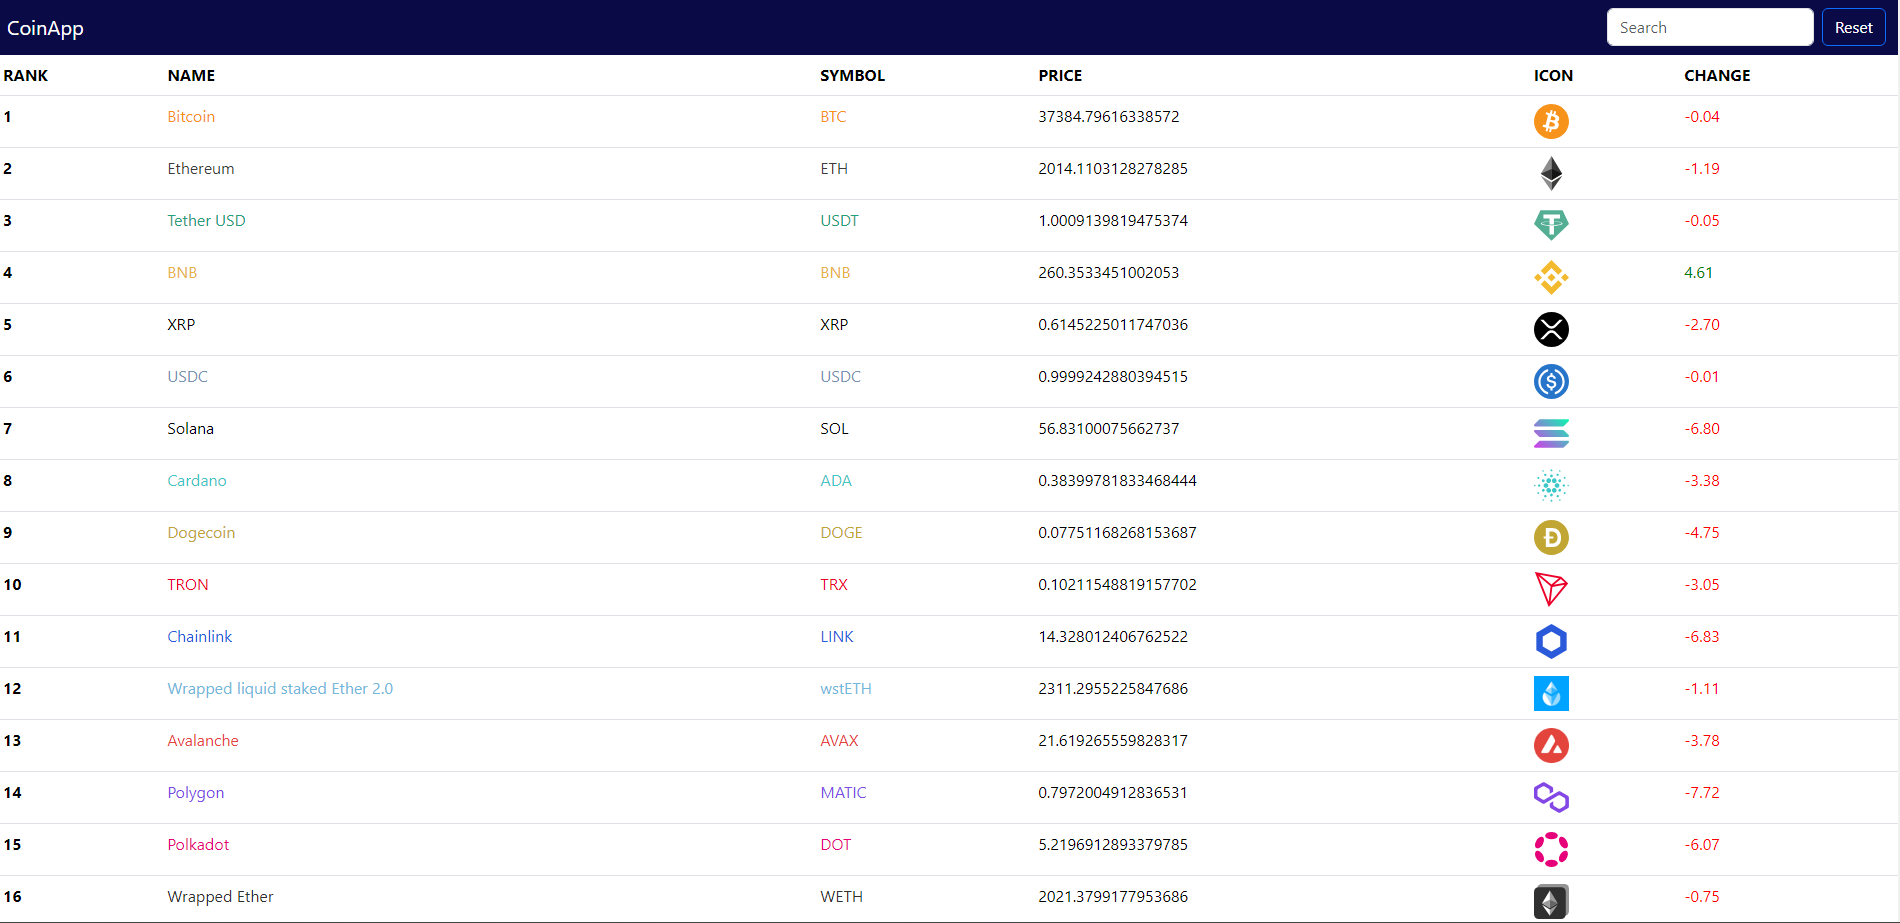 CoinApp Search Reset
RANK NAME SYMBOL PRICE ICON CHANGE
1 Bitcoin BTC 37384.79616338572 -0.04
2 Ethereum ETH 2014.1103128278285 -1.19
3 Tether USD USDT 1.0009139819475374 -0.05
4 BNB BNB 260.3533451002053 4.61
5 XRP XRP 0.6145225011747036 -2.70
6 USDC USDC 0.9999242880394515 -0.01
7 Solana SOL 56.83100075662737 -6.80
8 Cardano ADA 0.38399781833468444 -3.38
9 Dogecoin DOGE 0.07751168268153687 -4.75
10 TRON TRX 0.10211548819157702 -3.05
11 Chainlink LINK 14.328012406762522 -6.83
12 Wrapped liquid staked Ether 2.0 wstETH 2311.2955225847686 -1.11
13 Avalanche AVAX 21.619265559828317 -3.78
14 Polygon MATIC 0.7972004912836531 -7.72
15 Polkadot DOT 5.2196912893379785 -6.07
16 Wrapped Ether WETH 2021.3799177953686 -0.75